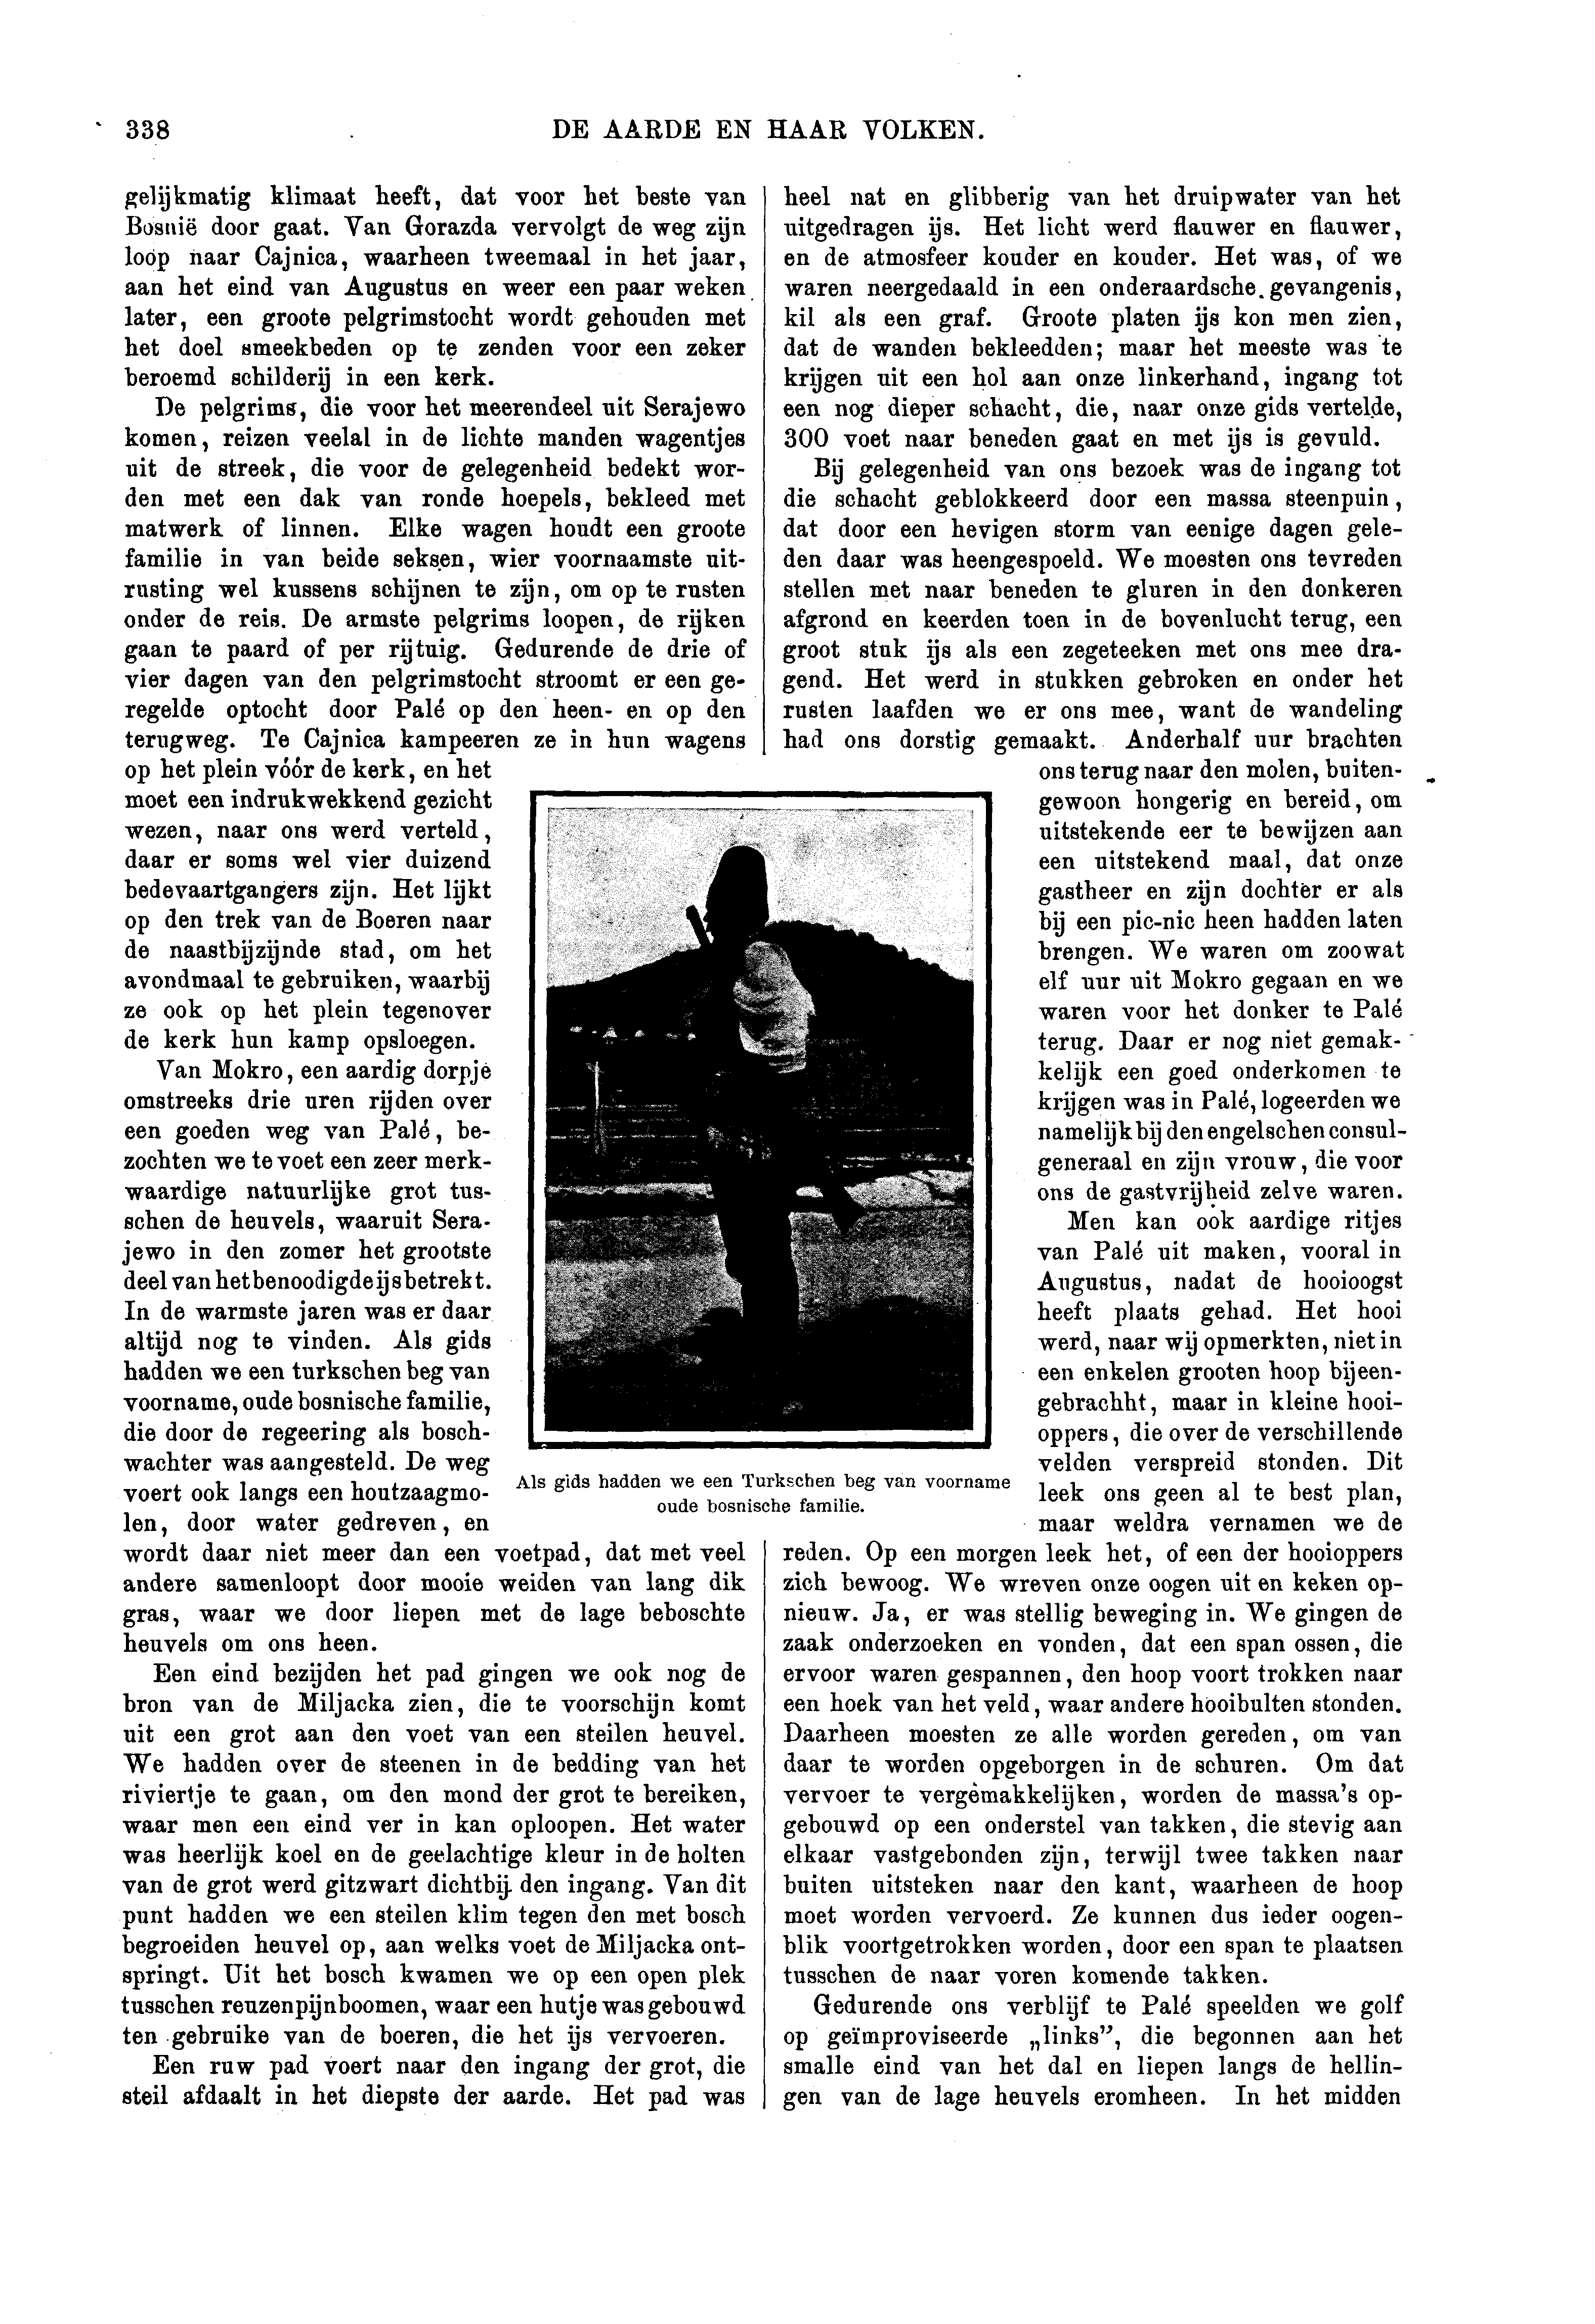 338
DE AARDE EN HAAR VOLKEN.
gelijkmatig klimaat heeft, dat voor het beste van
Bosnië door gaat. Van Gorazda vervolgt de weg zijn
loop naar Cajnica, waarheen tweemaal in het jaar,
aan het eind van Augustus en weer een paar weken
later, een groote pelgrimstocht wordt gehouden met
het doel smeekbeden op te zenden voor een zeker
beroemd schilderij in een kerk.
De pelgrims, die voor het meerendeel uit Serajewo
komen, reizen veelal in de lichte manden wagentjes
uit de streek, die voor de gelegenheid bedekt wor-
den met een dak van ronde hoepels, bekleed met
matwerk of linnen. Elke wagen houdt een groote
familie in van beide seksen, wier voornaamste uit-
rusting wel kussens schijnen te zijn, om op te rusten
onder de reis. De armste pelgrims loopen, de rijken
gaan te paard of per rijtuig. Gedurende de drie of
vier dagen van den pelgrimstocht stroomt er een ge-
regelde optocht door Palé op den heen- en op den
terugweg. Te Cajnica kampeeren ze in hun wagens
op het plein vóór de kerk, en het
moet een indrukwekkend gezicht
wezen, naar ons werd verteld,
daar er soms wel vier duizend
bedevaartgangers zijn. Het lijkt
op den trek van de Boeren naar
de naastbijzijnde stad, om het
avondmaal te gebruiken, waarbij
ze ook op het plein tegenover
de kerk hun kamp opsloegen.
Van Mokro, een aardig dorpje
omstreeks drie uren rijden over
een goeden weg van Palé, be-
zochten we te voet een zeer merk-
waardige natuurlijke grot tus-
schen de heuvels, waaruit Sera-
jewo in den zomer het grootste
deel van het benoodigde ijs betrekt.
In de warmste jaren was er daar
altijd nog te vinden. Als gids
hadden we een turkschen beg van
voorname, oude bosnische familie,
die door de regeering als bosch-
wachter was aangesteld. De weg
voert ook langs een houtzaagmo-
len, door water gedreven, en
wordt daar niet meer dan een voetpad, dat met veel
andere samenloopt door mooie weiden van lang dik
gras, waar we door liepen met de lage beboschte
heuvels om ons heen.
Een eind bezijden het pad gingen we ook nog de
bron van de Miljacka zien, die te voorschijn komt
uit een grot aan den voet van een steilen heuvel.
We hadden over de steenen in de bedding van het
riviertje te gaan, om den mond der grot te bereiken,
waar men een eind ver in kan oploopen. Het water
was heerlijk koel en de geelachtige kleur in de holten
van de grot werd gitzwart dichtbij den ingang. Van dit
punt hadden we een steilen klim tegen den met bosch
begroeiden heuvel op, aan welks voet de Miljacka ont-
springt. Uit het bosch kwamen we op een open plek
tusschen reuzenpijnboomen, waar een hutje was gebouwd
ten gebruike van de boeren, die het ijs vervoeren.
Een ruw pad voert naar den ingang der grot, die
steil afdaalt in het diepste der aarde. Het pad was
Als gids hadden we een Turkschen beg van voorname
oude bosnische familie.
heel nat en glibberig van het druipwater van het
uitgedragen ijs. Het licht werd flauwer en flauwer,
en de atmosfeer kouder en kouder. Het was, of we
waren neergedaald in een onderaardsche gevangenis,
kil als een graf. Groote platen ijs kon men zien,
dat de wanden bekleedden; maar het meeste was te
krijgen uit een hol aan onze linkerhand, ingang tot
een nog dieper schacht, die, naar onze gids vertelde,
300 voet naar beneden gaat en met ijs is gevuld.
Bij gelegenheid van ons bezoek was de ingang tot
die schacht geblokkeerd door een massa steenpuin,
dat door een hevigen storm van eenige dagen gele-
den daar was heengespoeld. We moesten ons tevreden
stellen met naar beneden te gluren in den donkeren
afgrond en keerden toen in de bovenlucht terug, een
groot stuk ijs als een zegeteeken met ons mee dra-
gend. Het werd in stukken gebroken en onder het
rusten laafden we er ons mee, want de wandeling
had ons dorstig gemaakt. Anderhalf uur brachten
ons terug naar den molen, buiten-
gewoon hongerig en bereid, om
uitstekende eer te bewijzen aan
een uitstekend maal, dat onze
gastheer en zijn dochter er als
bij een pic-nic heen hadden laten
brengen. We waren om zoowat
elf uur uit Mokro gegaan en we
waren voor het donker te Palé
terug. Daar er nog niet gemak-
kelijk een goed onderkomen te
krijgen was in Palé, logeerden we
namelijk bij den engelschen consul-
generaal en zijn vrouw, die voor
ons de gastvrijheid zelve waren.
Men kan ook aardige ritjes
van Palé uit maken, vooral in
Augustus, nadat de hooioogst
heeft plaats gehad. Het hooi
werd, naar wij opmerkten, niet in
een enkelen grooten hoop bijeen-
gebrachht, maar in kleine hooi-
oppers, die over de verschillende
velden verspreid stonden. Dit
leek ons geen al te best plan,
maar weldra vernamen we de
reden. Op een morgen leek het, of een der hooioppers
zich bewoog. We wreven onze oogen uit en keken op-
nieuw. Ja, er was stellig beweging in. We gingen de
zaak onderzoeken en vonden, dat een span ossen, die
ervoor waren gespannen, den hoop voort trokken naar
een hoek van het veld, waar andere hooibulten stonden.
Daarheen moesten ze alle worden gereden, om van
daar te worden opgeborgen in de schuren. Om dat
vervoer te vergemakkelijken, worden de massa's op-
gebouwd op een onderstel van takken, die stevig aan
elkaar vastgebonden zijn, terwijl twee takken naar
buiten uitsteken naar den kant, waarheen de hoop
moet worden vervoerd. Ze kunnen dus ieder oogen-
blik voortgetrokken worden, door een span te plaatsen
tusschen de naar voren komende takken.
Gedurende ons verblijf te Palé speelden we golf
op geïmproviseerde „links”, die begonnen aan het
smalle eind van het dal en liepen langs de hellin-
gen van de lage heuvels eromheen. In het midden